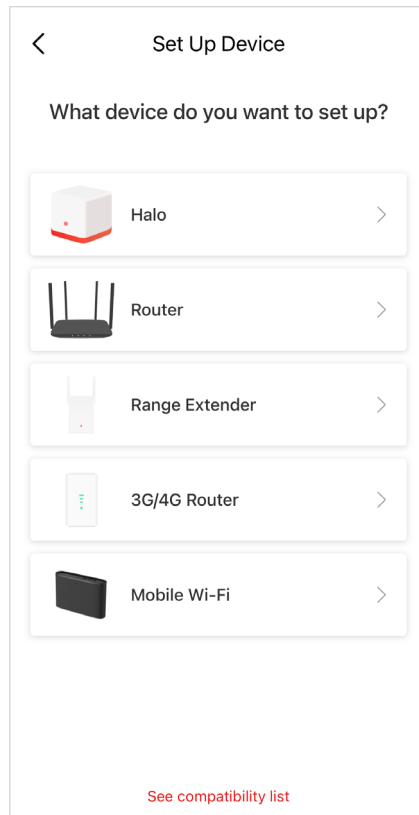 Set Up Device
What device do you want to set up?
Halo
Router
Range Extender
3G/4G Router
Mobile Wi-Fi
See compatibility list